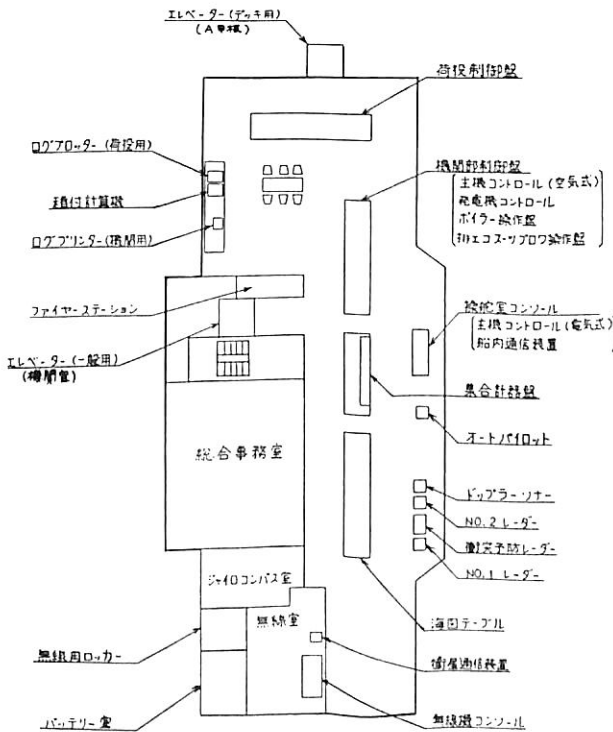 エレベーター(デッキ用)
(A甲板)
荷役制御盤
ログプロッター(荷役用)
積付計算機
ログプリンター(機関用)
機関部制御盤
主機コントロール(空気式)
発電機コントロール
ボイラー操作盤
排エコスーツブロワ操作盤
ファイヤーステーション
エレベーター(一般用)
(機関室)
操舵室コンソール
主機コントロール(電気式)
船内通信装置
集合計器盤
オートパイロット
総合事務室
ドップラーソナー
NO.2 レーダー
衝突予防レーダー
NO.1 レーダー
ジャイロコンパス室
無線室
海図テーブル
無線用ロッカー
衛星通信装置
バッテリー室
無線機コンソール